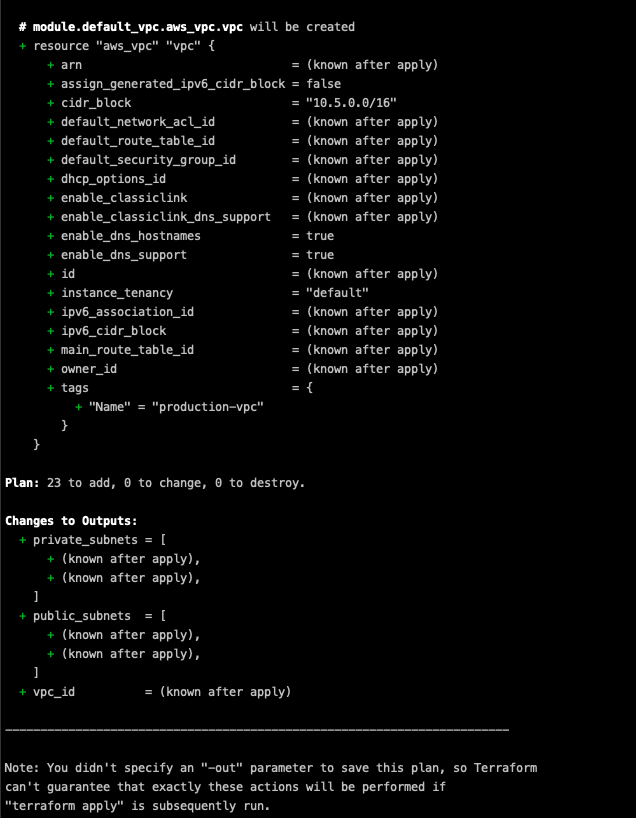 # module.default_vpc.aws_vpc.vpc will be created
+ resource "aws_vpc" "vpc" {
+ arn = (known after apply)
+ assign_generated_ipv6_cidr_block = false
+ cidr_block = "10.5.0.0/16"
+ default_network_acl_id = (known after apply)
+ default_route_table_id = (known after apply)
+ default_security_group_id = (known after apply)
+ dhcp_options_id = (known after apply)
+ enable_classiclink = (known after apply)
+ enable_classiclink_dns_support = (known after apply)
+ enable_dns_hostnames = true
+ enable_dns_support = true
+ id = (known after apply)
+ instance_tenancy = "default"
+ ipv6_association_id = (known after apply)
+ ipv6_cidr_block = (known after apply)
+ main_route_table_id = (known after apply)
+ owner_id = (known after apply)
+ tags = {
+ "Name" = "production-vpc"
}
}
Plan: 23 to add, 0 to change, 0 to destroy.
Changes to Outputs:
+ private_subnets = [
+ (known after apply),
+ (known after apply),
]
+ public_subnets = [
+ (known after apply),
+ (known after apply),
]
+ vpc_id = (known after apply)
------------------------------------------------------------------------
Note: You didn't specify an "-out" parameter to save this plan, so Terraform
can't guarantee that exactly these actions will be performed if
"terraform apply" is subsequently run.